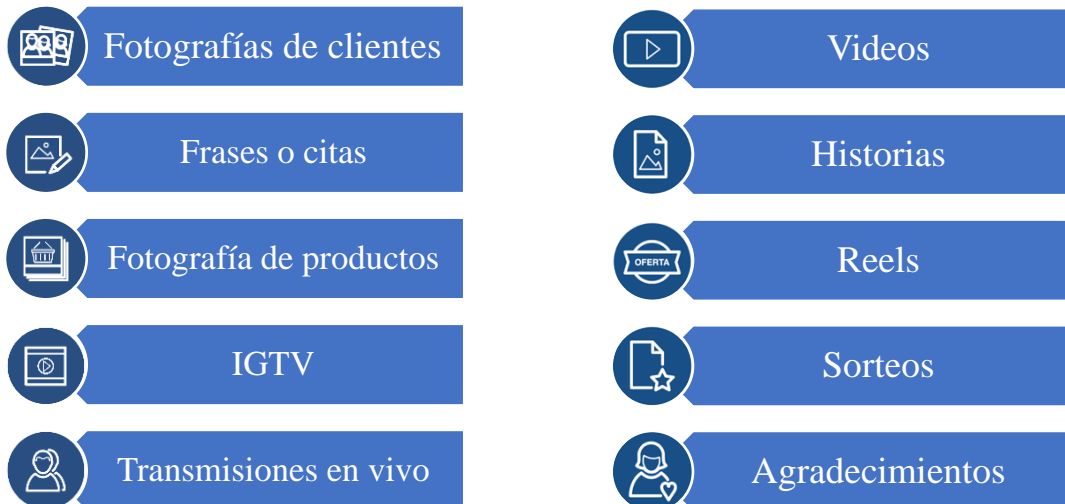 Fotografías de clientes
Frases o citas
Fotografía de productos
IGTV
Transmisiones en vivo
Videos
Historias
OFERTA
Reels
Sorteos
Agradecimientos